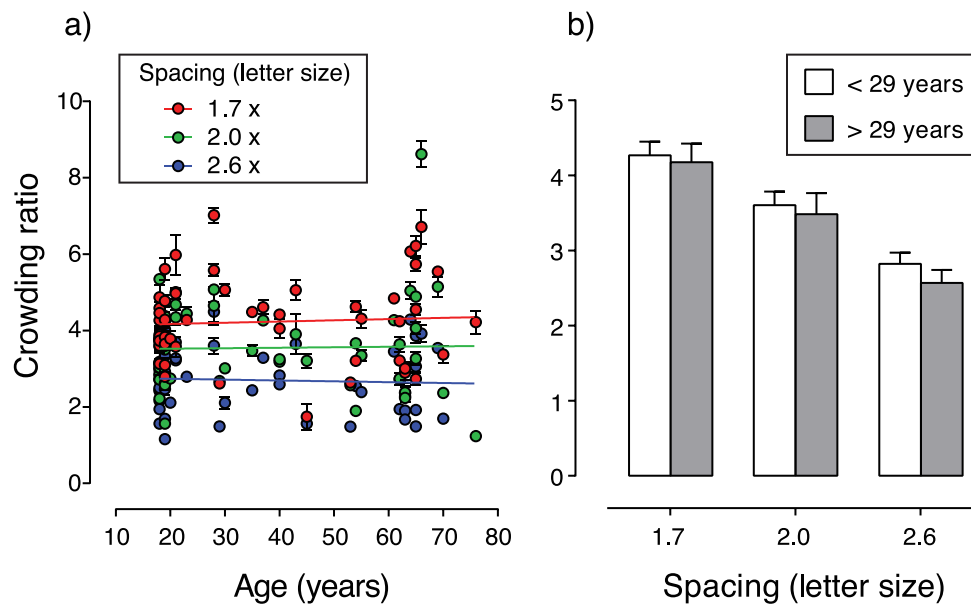 a)
Spacing (letter size)
1.7 x
2.0 x
2.6 x
10
8
6
4
2
0
Crowding ratio
10 20 30 40 50 60 70 80
Age (years)
b)
< 29 years
> 29 years
5
4
3
2
1
0
1.7 2.0 2.6
Spacing (letter size)